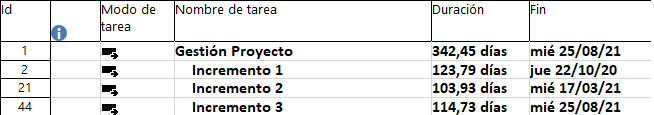 Id Modo de tarea Nombre de tarea Duración Fin
1 Gestión Proyecto 342,45 días mié 25/08/21
2 Incremento 1 123,79 días jue 22/10/20
21 Incremento 2 103,93 días mié 17/03/21
44 Incremento 3 114,73 días mié 25/08/21